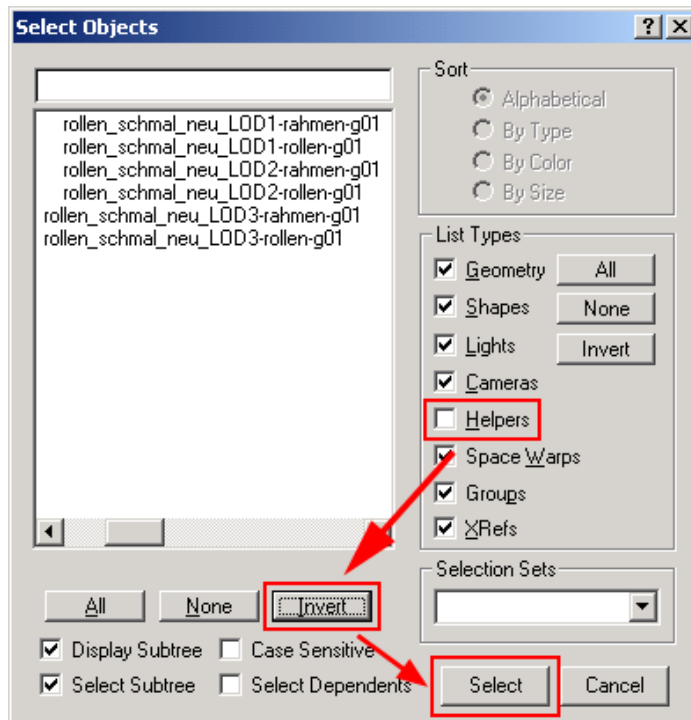 Select Objects
rollen_schmal_neu_LOD1-rahmen-g01
rollen_schmal_neu_LOD1-rollen-g01
rollen_schmal_neu_LOD2-rahmen-g01
rollen_schmal_neu_LOD2-rollen-g01
rollen_schmal_neu_LOD3-rahmen-g01
rollen_schmal_neu_LOD3-rollen-g01
All None Invert
Display Subtree Case Sensitive
Select Subtree Select Dependents
Sort
Alphabetical
By Type
By Color
By Size
List Types
Geometry All
Shapes None
Lights Invert
Cameras
Helpers
Space Warps
Groups
XRefs
Selection Sets
Select Cancel